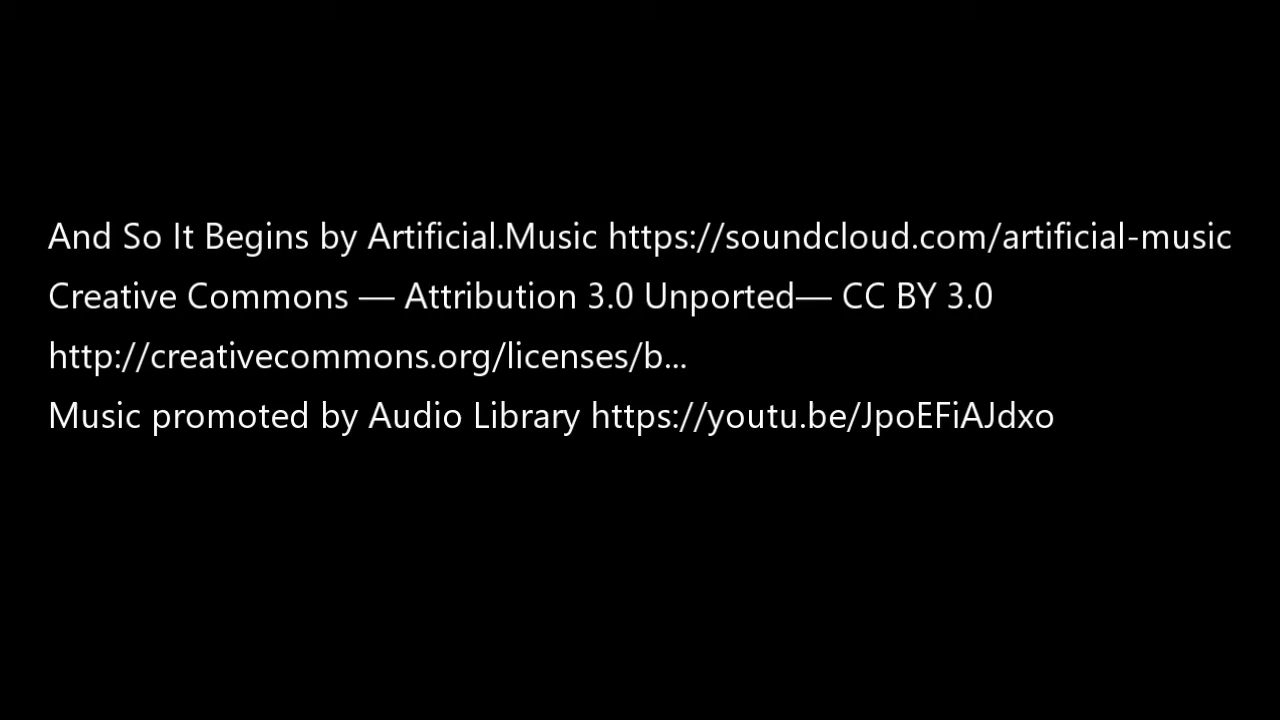 And So It Begins by Artificial.Music https://soundcloud.com/artificial-music
Creative Commons — Attribution 3.0 Unported— CC BY 3.0
http://creativecommons.org/licenses/b...
Music promoted by Audio Library https://youtu.be/JpoEFiAJdxo